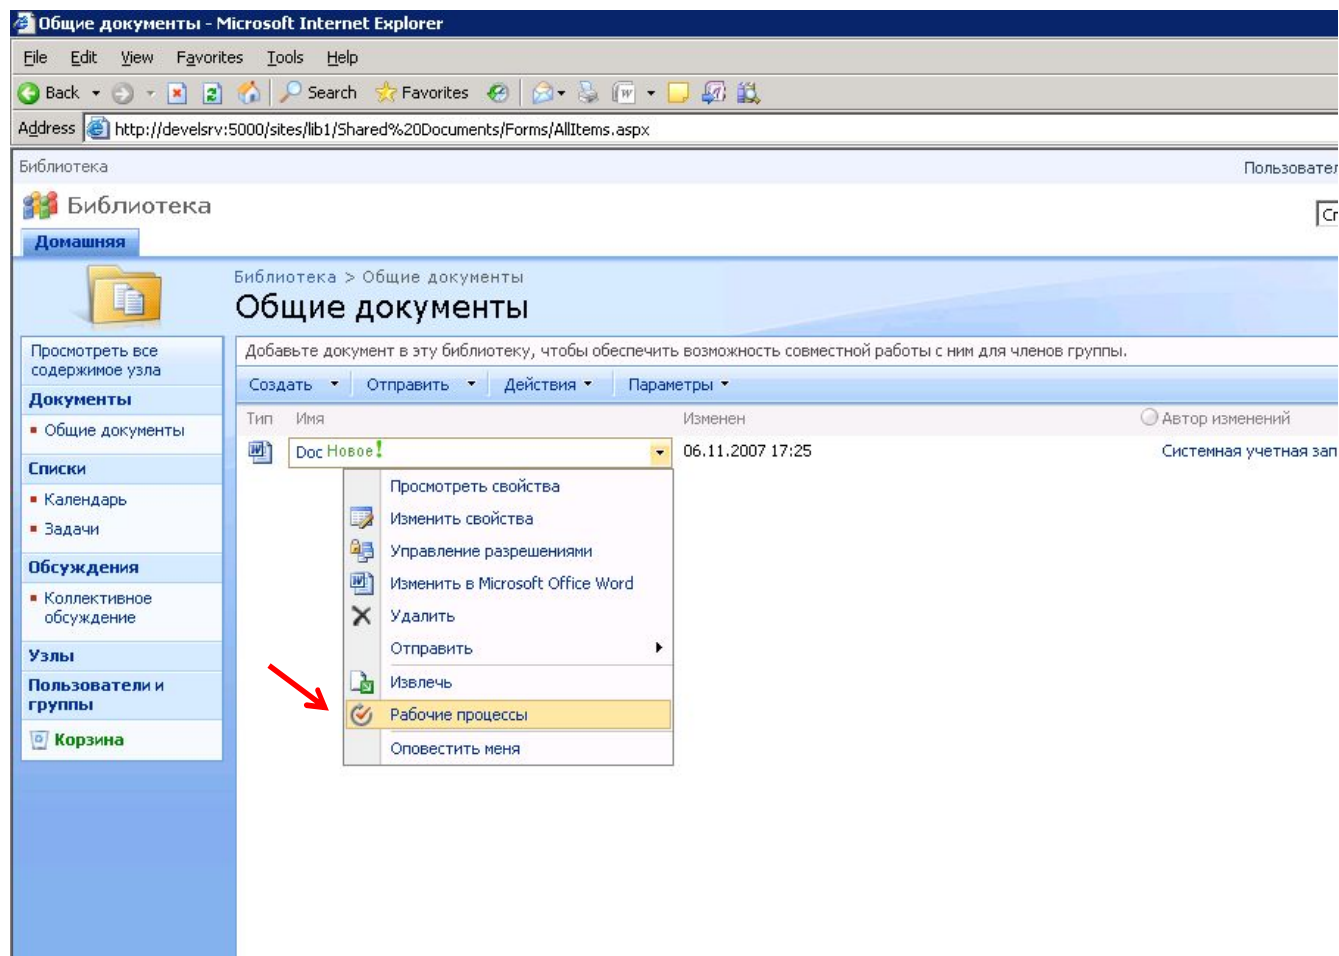 Общие документы - Microsoft Internet Explorer
File Edit View Favorites Tools Help
Back Search Favorites
Address http://develsrv:5000/sites/lib1/Shared%20Documents/Forms/AllItems.aspx
Библиотека
Библиотека
Домашняя
Библиотека > Общие документы
Общие документы
Просмотреть все
содержимое узла
Документы
Общие документы
Списки
Календарь
Задачи
Обсуждения
Коллективное
обсуждение
Узлы
Пользователи и
группы
Корзина
Добавьте документ в эту библиотеку, чтобы обеспечить возможность совместной работы с ним для членов группы.
Создать Отправить Действия Параметры
Тип Имя Изменен Автор изменений
Doc Новое! 06.11.2007 17:25 Системная учетная зап
Просмотреть свойства
Изменить свойства
Управление разрешениями
Изменить в Microsoft Office Word
Удалить
Отправить
Извлечь
Рабочие процессы
Оповестить меня